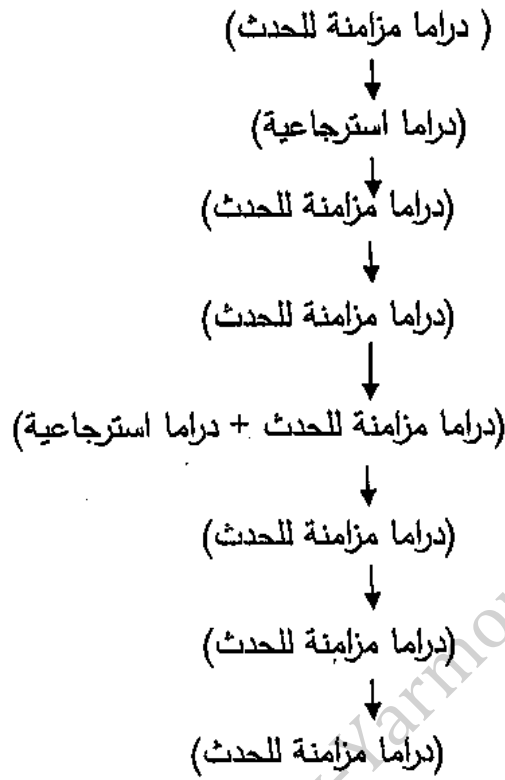 ( دراما مزامنة للحدث)
(دراما استرجاعية)
(دراما مزامنة للحدث)
(دراما مزامنة للحدث)
(دراما مزامنة للحدث + دراما استرجاعية)
(دراما مزامنة للحدث)
(دراما مزامنة للحدث)
(دراما مزامنة للحدث)